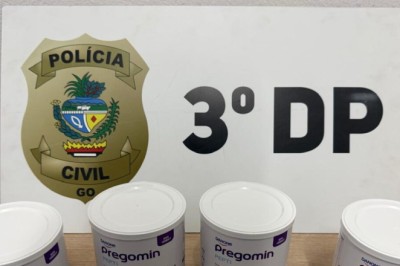 POLÍCIA
CIVIL
GO
3º DP
Pregomin
Pregomin